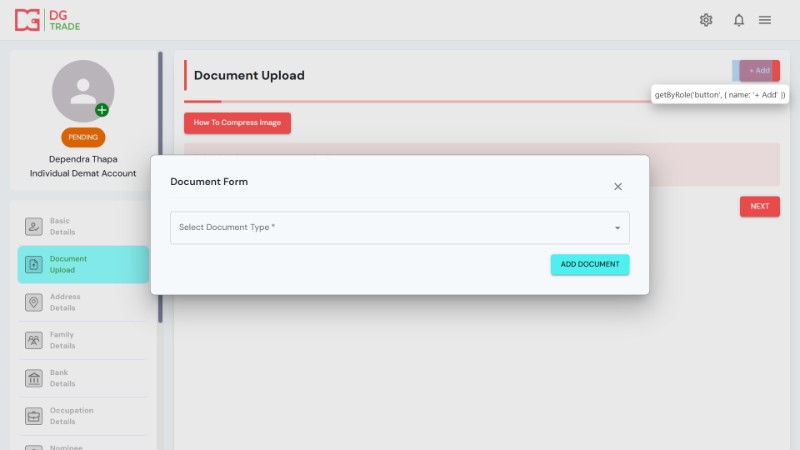 DG
TRADE
PENDING
Dependra Thapa
Individual Demat Account
Basic
Details
Document
Upload
Address
Details
Family
Details
Bank
Details
Occupation
Details
Nominee
Document Upload
+ Add
getByRole('button', { name: '+ Add' })
How To Compress Image
NEXT
Document Form
Select Document Type *
ADD DOCUMENT